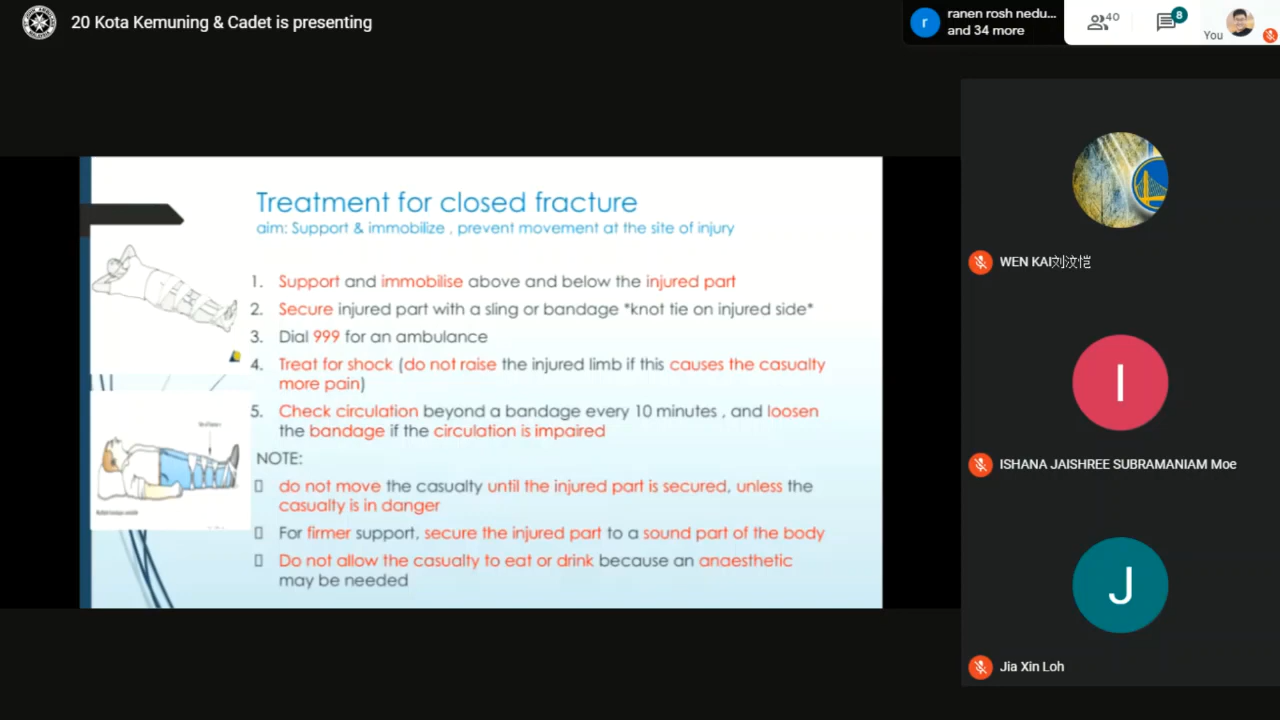 20 Kota Kemuning & Cadet is presenting
r
ranen rosh nedu...
and 34 more
40
8
You
Treatment for closed fracture
aim: Support & immobilize , prevent movement at the site of injury
1. Support and immobilise above and below the injured part
2. Secure injured part with a sling or bandage *knot tie on injured side*
3. Dial 999 for an ambulance
4. Treat for shock (do not raise the injured limb if this causes the casualty
more pain)
5. Check circulation beyond a bandage every 10 minutes , and loosen
the bandage if the circulation is impaired
NOTE:
do not move the casualty until the injured part is secured, unless the
casualty is in danger
For firmer support, secure the injured part to a sound part of the body
Do not allow the casualty to eat or drink because an anaesthetic
may be needed
WEN KAI刘汶恺
I
ISHANA JAISHREE SUBRAMANIAM Moe
J
Jia Xin Loh